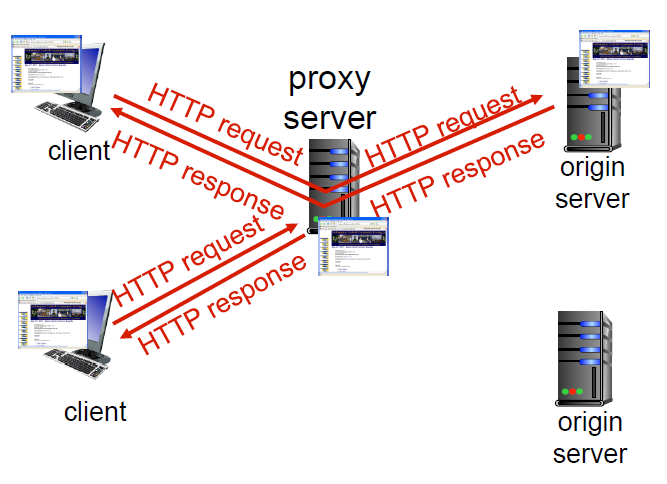 proxy
server
client
HTTP request
HTTP response
HTTP request
HTTP response
origin
server
HTTP request
HTTP response
client
origin
server